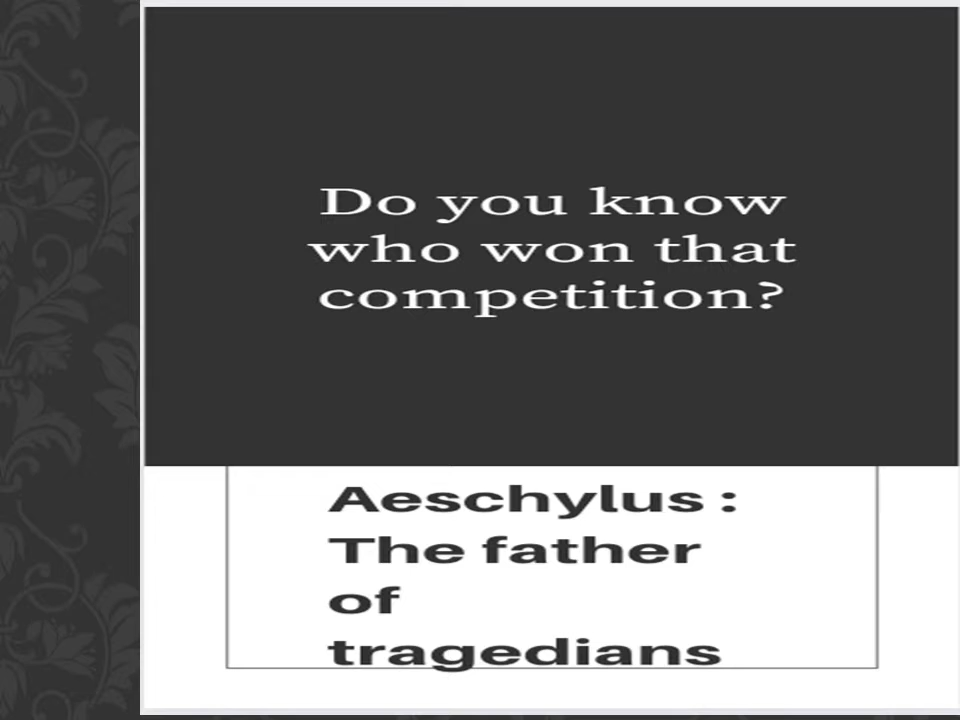 Do you know
who won that
competition?
Aeschylus :
The father
of
tragedians